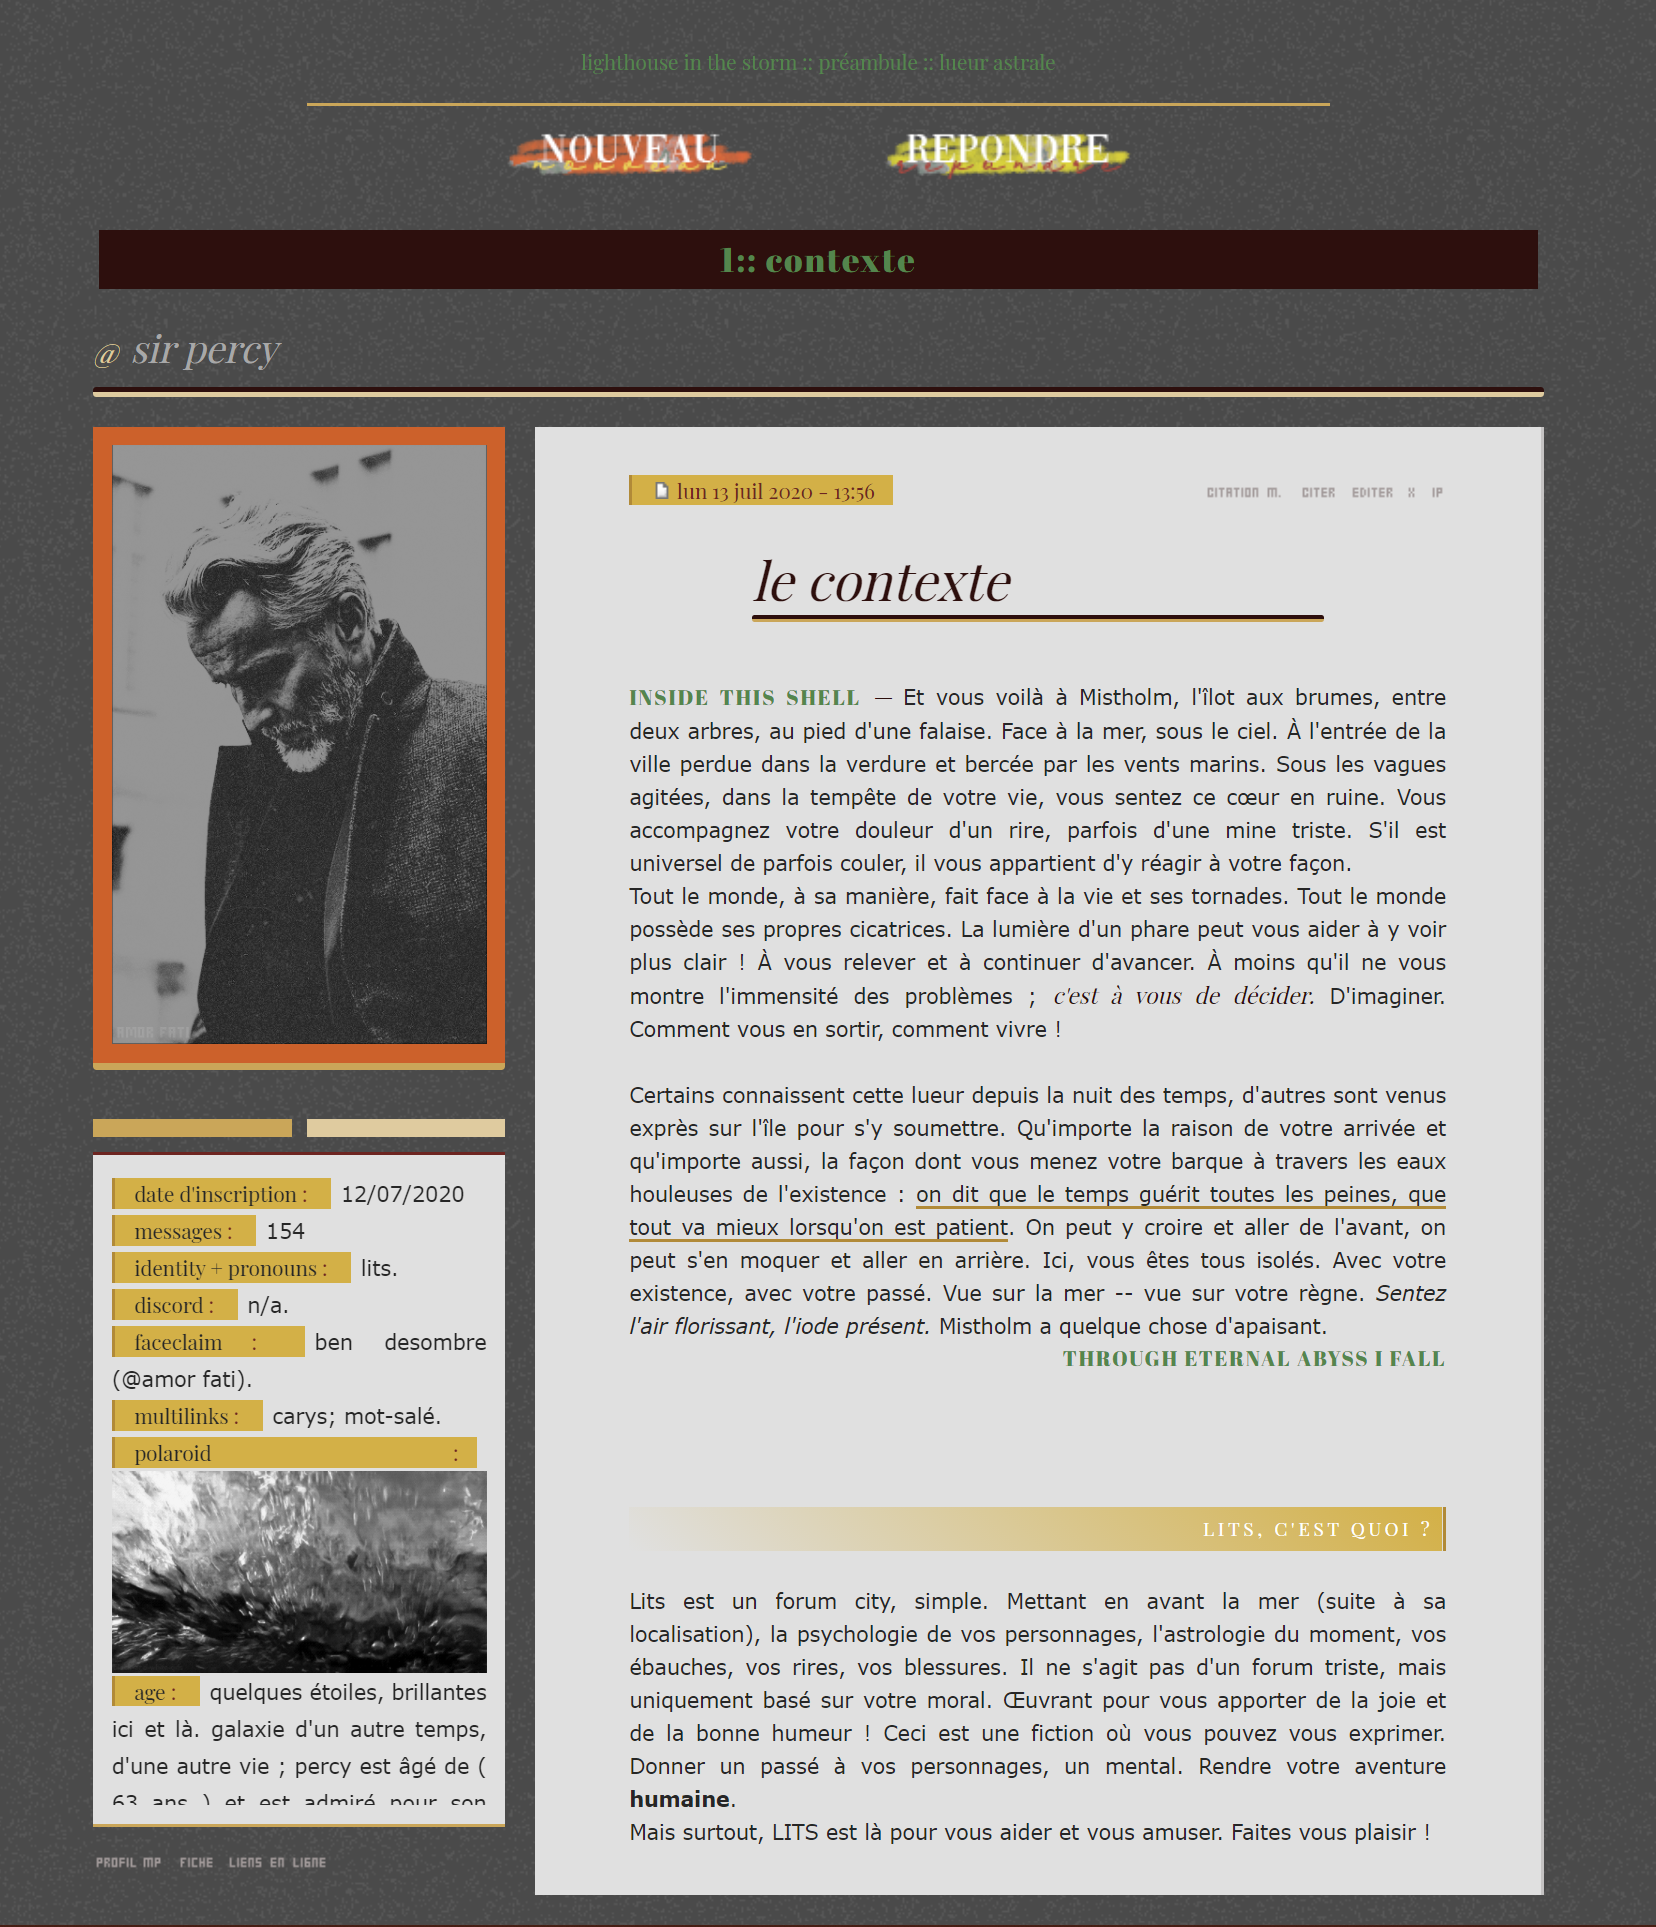 lighthouse in the storm :: préambule :: lueur astrale
NOUVEAU
nouveau
REPONDRE
repondre
1:: contexte
@ sir percy
AMOR FATI
date d'inscription : 12/07/2020
messages : 154
identity + pronouns : lits.
discord : n/a.
faceclaim : ben desombre
(@amor fati).
multilinks : carys; mot-salé.
polaroid :
age : quelques étoiles, brillantes
ici et là. galaxie d'un autre temps,
d'une autre vie ; percy est âgé de (
63 ans ) et est admiré pour son
PROFIL MP FICHE LIENS EN LIGNE
lun 13 juil 2020 - 13:56
CITATION M. CITER EDITER X IP
le contexte
INSIDE THIS SHELL — Et vous voilà à Mistholm, l'îlot aux brumes, entre
deux arbres, au pied d'une falaise. Face à la mer, sous le ciel. À l'entrée de la
ville perdue dans la verdure et bercée par les vents marins. Sous les vagues
agitées, dans la tempête de votre vie, vous sentez ce cœur en ruine. Vous
accompagnez votre douleur d'un rire, parfois d'une mine triste. S'il est
universel de parfois couler, il vous appartient d'y réagir à votre façon.
Tout le monde, à sa manière, fait face à la vie et ses tornades. Tout le monde
possède ses propres cicatrices. La lumière d'un phare peut vous aider à y voir
plus clair ! À vous relever et à continuer d'avancer. À moins qu'il ne vous
montre l'immensité des problèmes ; c'est à vous de décider. D'imaginer.
Comment vous en sortir, comment vivre !
Certains connaissent cette lueur depuis la nuit des temps, d'autres sont venus
exprès sur l'île pour s'y soumettre. Qu'importe la raison de votre arrivée et
qu'importe aussi, la façon dont vous menez votre barque à travers les eaux
houleuses de l'existence : on dit que le temps guérit toutes les peines, que
tout va mieux lorsqu'on est patient. On peut y croire et aller de l'avant, on
peut s'en moquer et aller en arrière. Ici, vous êtes tous isolés. Avec votre
existence, avec votre passé. Vue sur la mer -- vue sur votre règne. Sentez
l'air florissant, l'iode présent. Mistholm a quelque chose d'apaisant.
THROUGH ETERNAL ABYSS I FALL
LITS, C'EST QUOI ?
Lits est un forum city, simple. Mettant en avant la mer (suite à sa
localisation), la psychologie de vos personnages, l'astrologie du moment, vos
ébauches, vos rires, vos blessures. Il ne s'agit pas d'un forum triste, mais
uniquement basé sur votre moral. Œuvrant pour vous apporter de la joie et
de la bonne humeur ! Ceci est une fiction où vous pouvez vous exprimer.
Donner un passé à vos personnages, un mental. Rendre votre aventure
humaine.
Mais surtout, LITS est là pour vous aider et vous amuser. Faites vous plaisir !